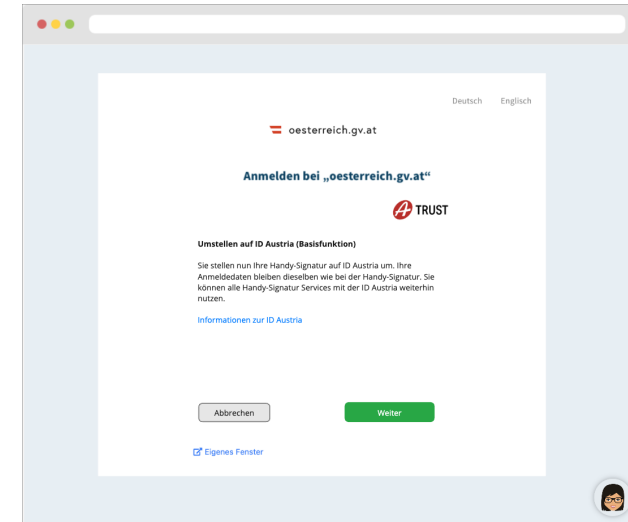 Deutsch Englisch
oesterreich.gv.at
Anmelden bei „oesterreich.gv.at“
A TRUST
Umstellen auf ID Austria (Basisfunktion)
Sie stellen nun Ihre Handy-Signatur auf ID Austria um. Ihre
Anmeldedaten bleiben dieselben wie bei der Handy-Signatur. Sie
können alle Handy-Signatur Services mit der ID Austria weiterhin
nutzen.
Informationen zur ID Austria
Abbrechen Weiter
Eigenes Fenster